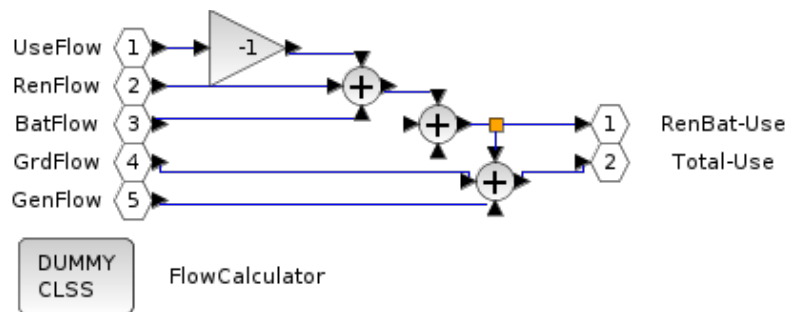 UseFlow 1 -1
RenFlow 2
BatFlow 3 1 RenBat-Use
GrdFlow 4 2 Total-Use
GenFlow 5
DUMMY
CLSS
FlowCalculator